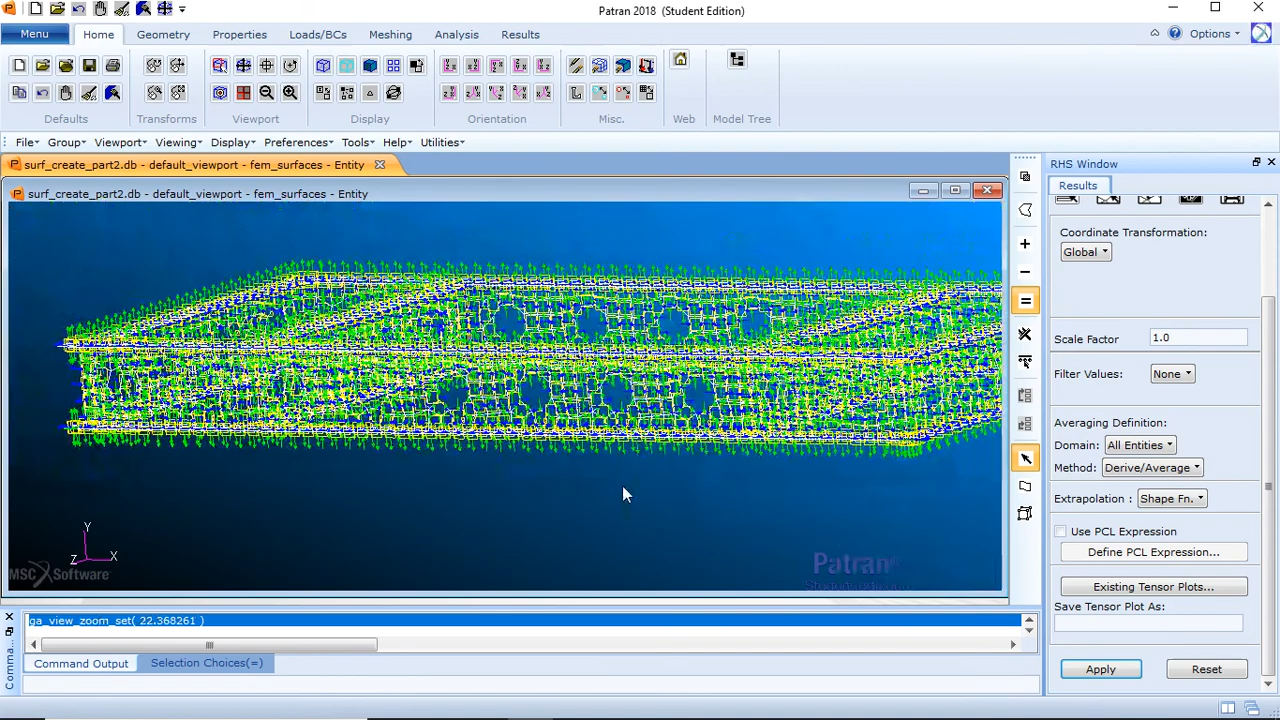 Patran 2018 (Student Edition)
Menu Home Geometry Properties Loads/BCs Meshing Analysis Results Options
Defaults Transforms Viewport Display Orientation Misc. Web Model Tree
File Group Viewport Viewing Display Preferences Tools Help Utilities
surf_create_part2.db - default_viewport - fem_surfaces - Entity
RHS Window
surf_create_part2.db - default_viewport - fem_surfaces - Entity
Results
Coordinate Transformation:
Global
Scale Factor 1.0
Filter Values: None
Averaging Definition:
Domain: All Entities
Method: Derive/Average
Extrapolation : Shape Fn.
Use PCL Expression
Define PCL Expression...
Existing Tensor Plots...
Save Tensor Plot As:
Apply Reset
Y
Z X
MSC Software
Patran
Student Edition
ga_view_zoom_set( 22.368261 )
Command Output Selection Choices(=)
Comma...